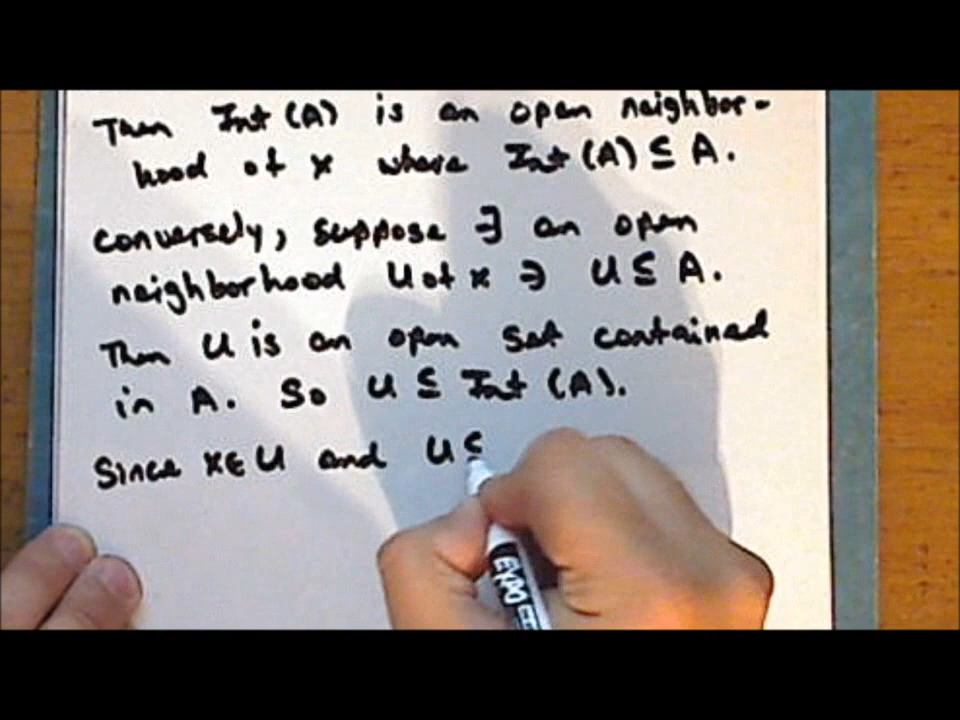 Then Int (A) is an open neighbor-
hood of x where Int (A) ⊆ A.
Conversely, suppose ∃ an open
neighborhood U of x ∋ U ⊆ A.
Then U is an open set contained
in A. So U ⊆ Int (A).
Since x ∈ U and U ⊆
EXPO